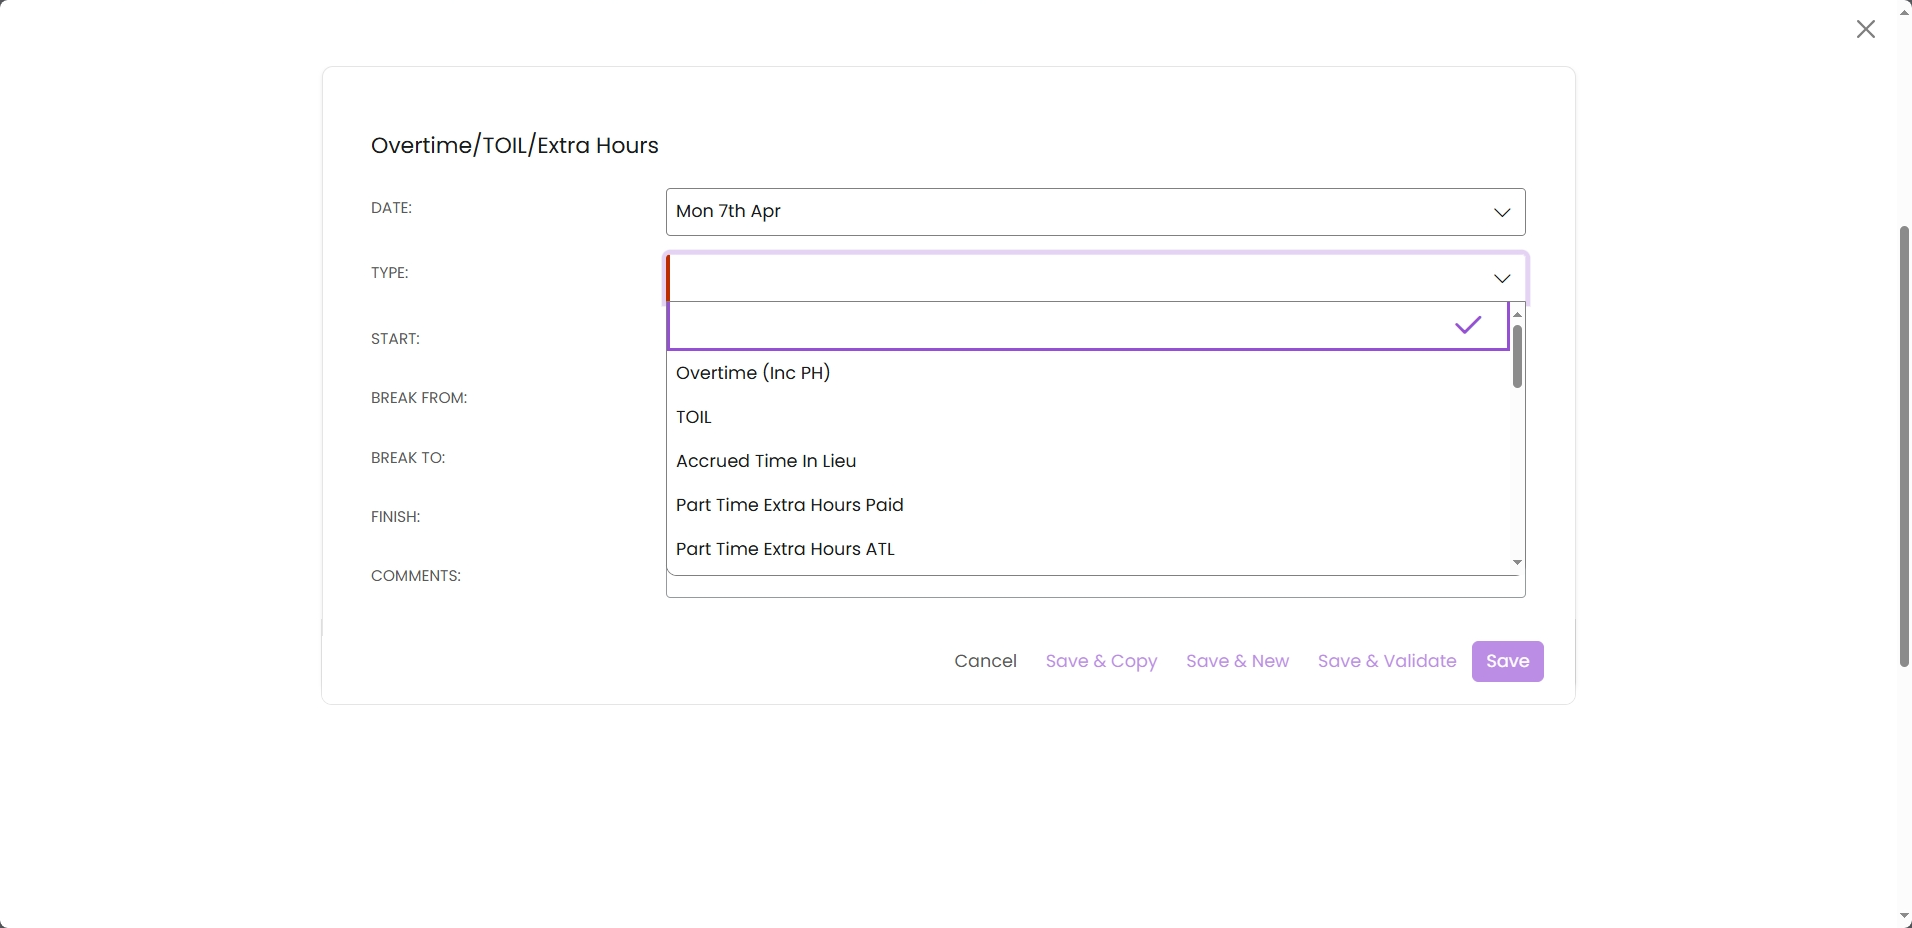 Overtime/TOIL/Extra Hours
DATE:
Mon 7th Apr
TYPE:
START:
Overtime (Inc PH)
BREAK FROM:
TOIL
BREAK TO:
Accrued Time In Lieu
FINISH:
Part Time Extra Hours Paid
Part Time Extra Hours ATL
COMMENTS:
Cancel Save & Copy Save & New Save & Validate Save